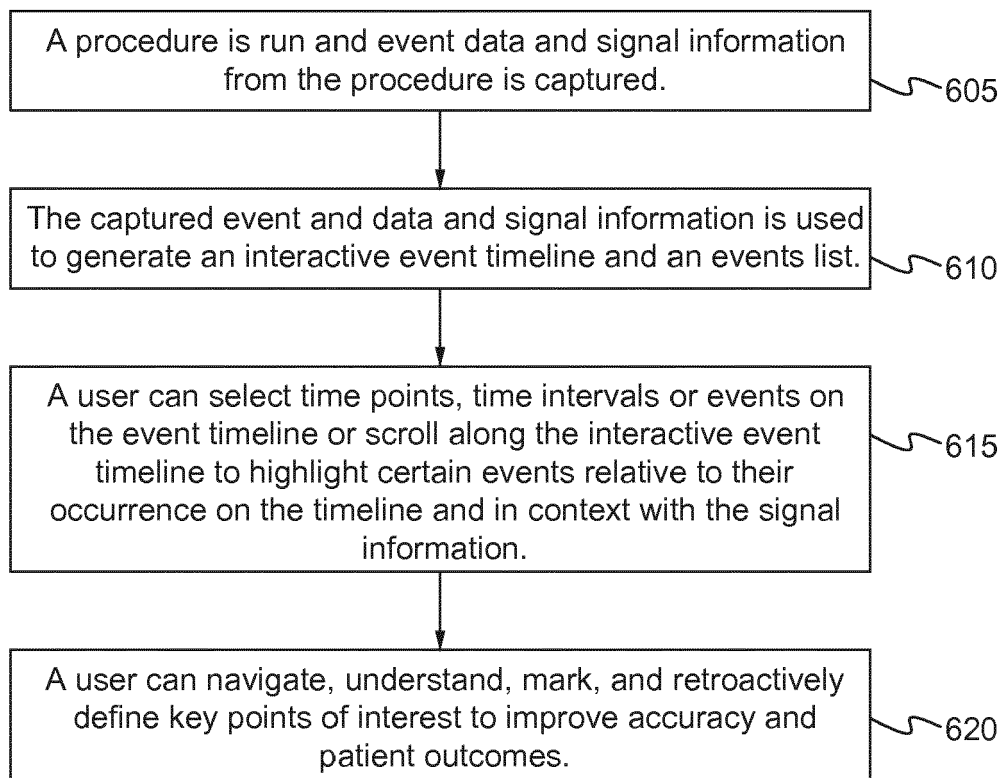 A procedure is run and event data and signal information
from the procedure is captured.
605
The captured event and data and signal information is used
to generate an interactive event timeline and an events list.
610
A user can select time points, time intervals or events on
the event timeline or scroll along the interactive event
timeline to highlight certain events relative to their
occurrence on the timeline and in context with the signal
information.
615
A user can navigate, understand, mark, and retroactively
define key points of interest to improve accuracy and
patient outcomes.
620